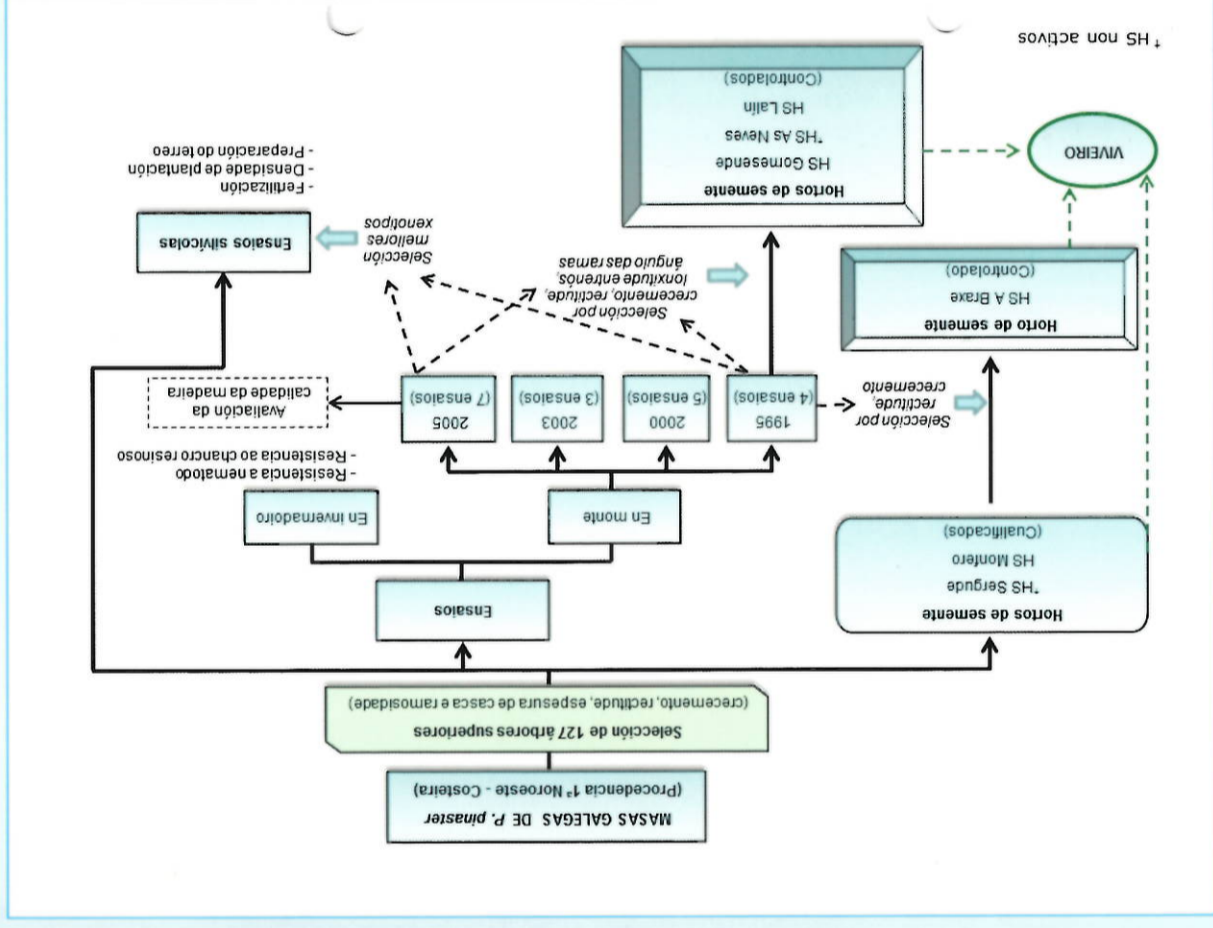 MASAS GALEGAS DE P. pinaster
(Procedencia 1ª Noroeste - Costeira)
Selección de 127 árbores superiores
(crecemento, rectitude, espesura de casca e ramosidade)
Hortos de semente
*HS Sergude
HS Monfero
(Cualificados)
Ensaios
En monte
En invernadoiro
- Resistencia a nematodo
- Resistencia ao chancro resinoso
Selección por
rectitude,
crecemento
1995
(4 ensaios)
2000
(5 ensaios)
2003
(3 ensaios)
2005
(7 ensaios)
Avaliación da
calidade da madeira
Horto de semente
HS A Braxe
(Controlado)
Selección por
crecemento, rectitude,
lonxitude entrenós,
ángulo das ramas
Selección
mellores
xenotipos
Ensaios silvícolas
- Fertilización
- Densidade de plantación
- Preparación do terreo
VIVEIRO
Hortos de semente
HS Gomesende
*HS As Neves
HS Lalín
(Controlados)
* HS non activos